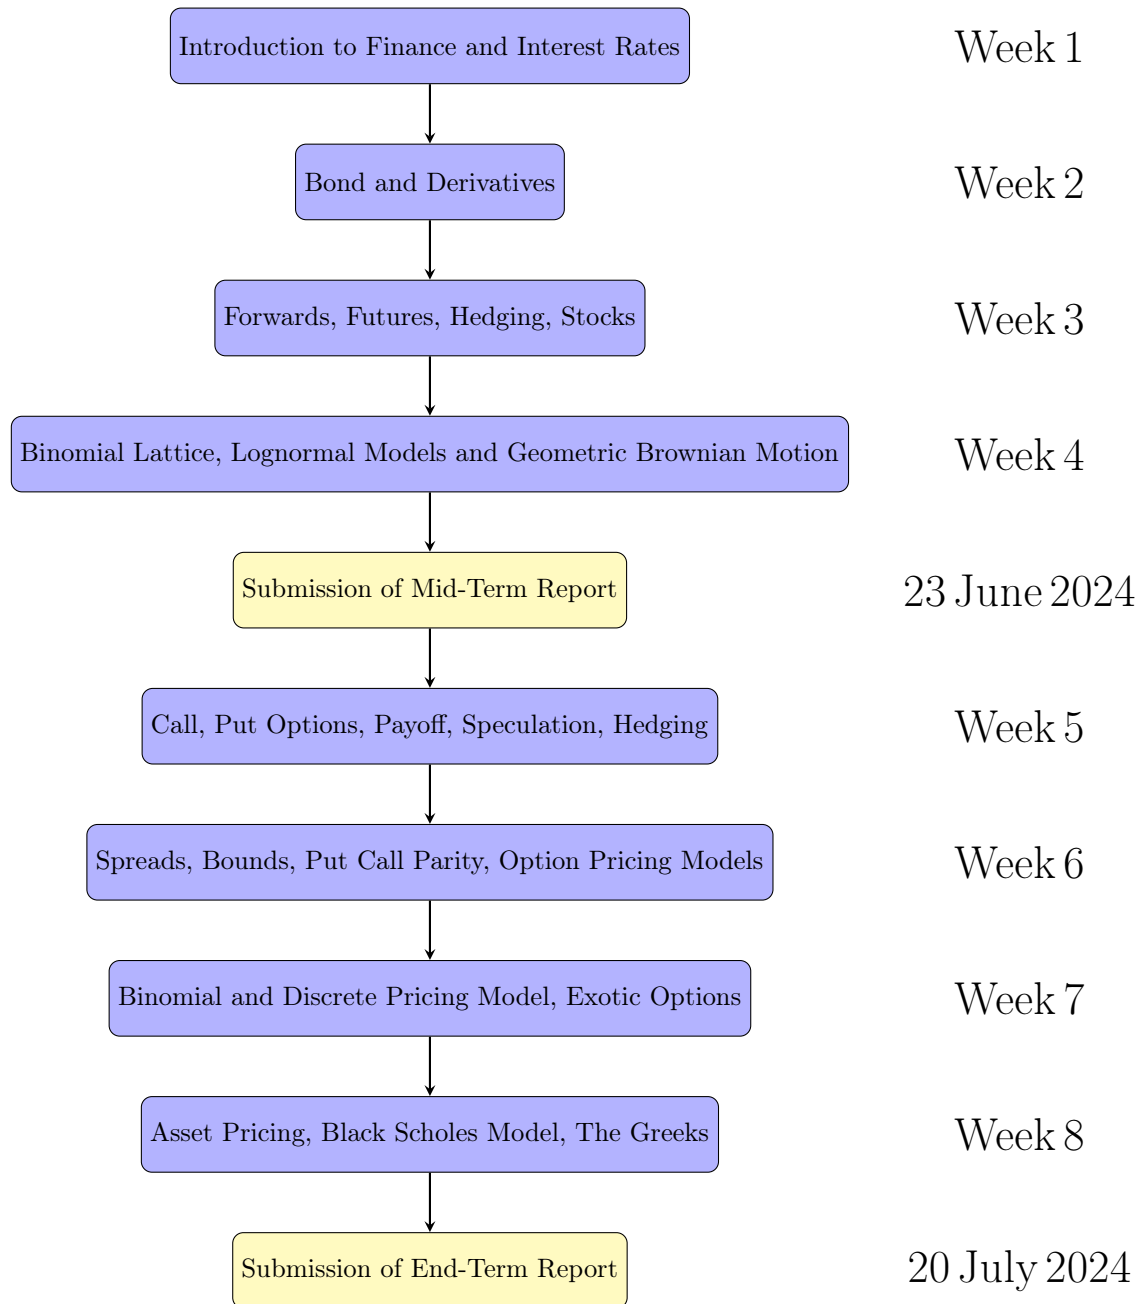 Introduction to Finance and Interest Rates
Week 1
Bond and Derivatives
Week 2
Forwards, Futures, Hedging, Stocks
Week 3
Binomial Lattice, Lognormal Models and Geometric Brownian Motion
Week 4
Submission of Mid-Term Report
23 June 2024
Call, Put Options, Payoff, Speculation, Hedging
Week 5
Spreads, Bounds, Put Call Parity, Option Pricing Models
Week 6
Binomial and Discrete Pricing Model, Exotic Options
Week 7
Asset Pricing, Black Scholes Model, The Greeks
Week 8
Submission of End-Term Report
20 July 2024